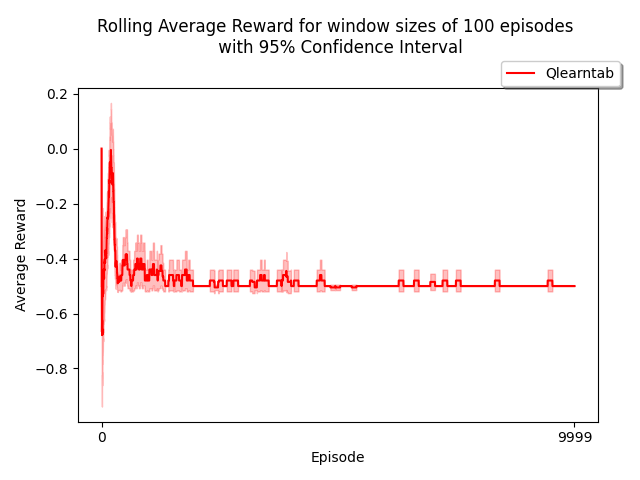 Rolling Average Reward for window sizes of 100 episodes
with 95% Confidence Interval
Qlearntab
0.2
0.0
−0.2
−0.4
−0.6
−0.8
Average Reward
0
9999
Episode